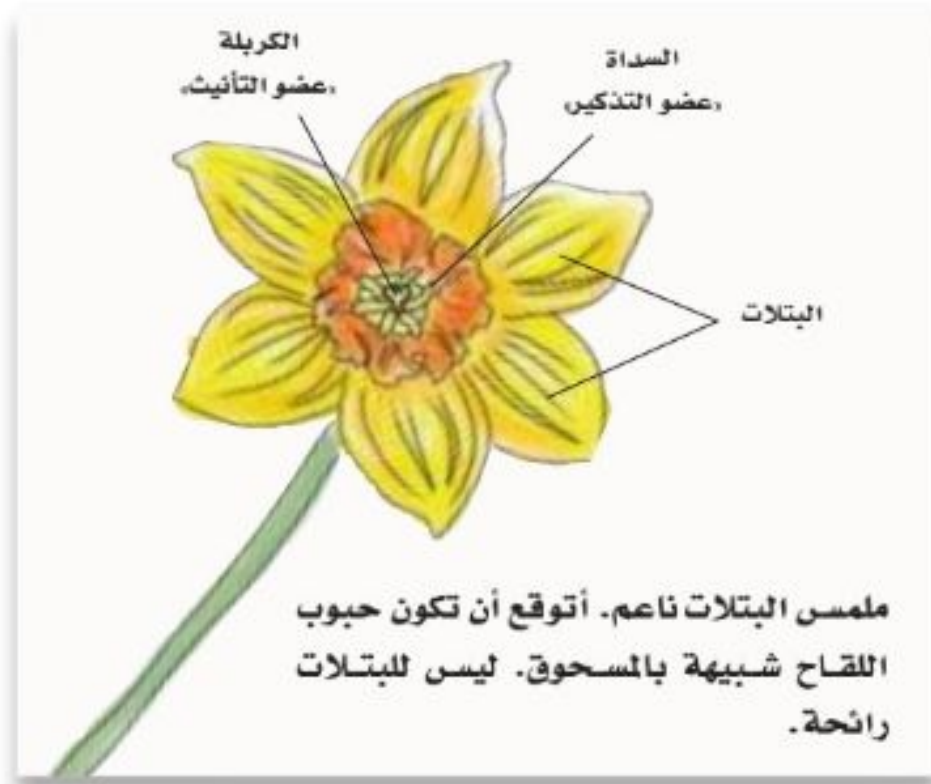 الكربلة
«عضو التأنيث»
السداة
«عضو التذكير»
البتلات
ملمس البتلات ناعم. أتوقع أن تكون حبوب
اللقاح شبيهة بالمسحوق. ليس للبتلات
رائحة.